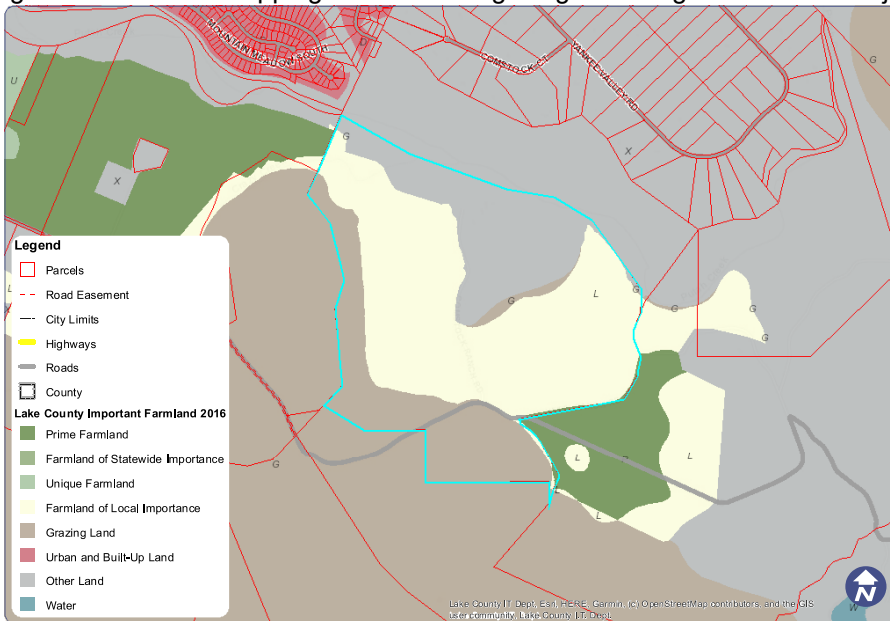 MOUNTAIN MEADOW SOUTH
COMSTOCK CT
YANKEE VALLEY RD
D
U
X
G
X
G
Legend
Parcels
Road Easement
City Limits
Highways
Roads
County
Lake County Important Farmland 2016
Prime Farmland
Farmland of Statewide Importance
Unique Farmland
Farmland of Local Importance
Grazing Land
Urban and Built-Up Land
Other Land
Water
L
G
L
G
G
G
G
G
L
L
L
L
W
N
Lake County I.T. Dept, Esri, HERE, Garmin, (c) OpenStreetMap contributors, and the GIS
user community, Lake County I.T. Dept.